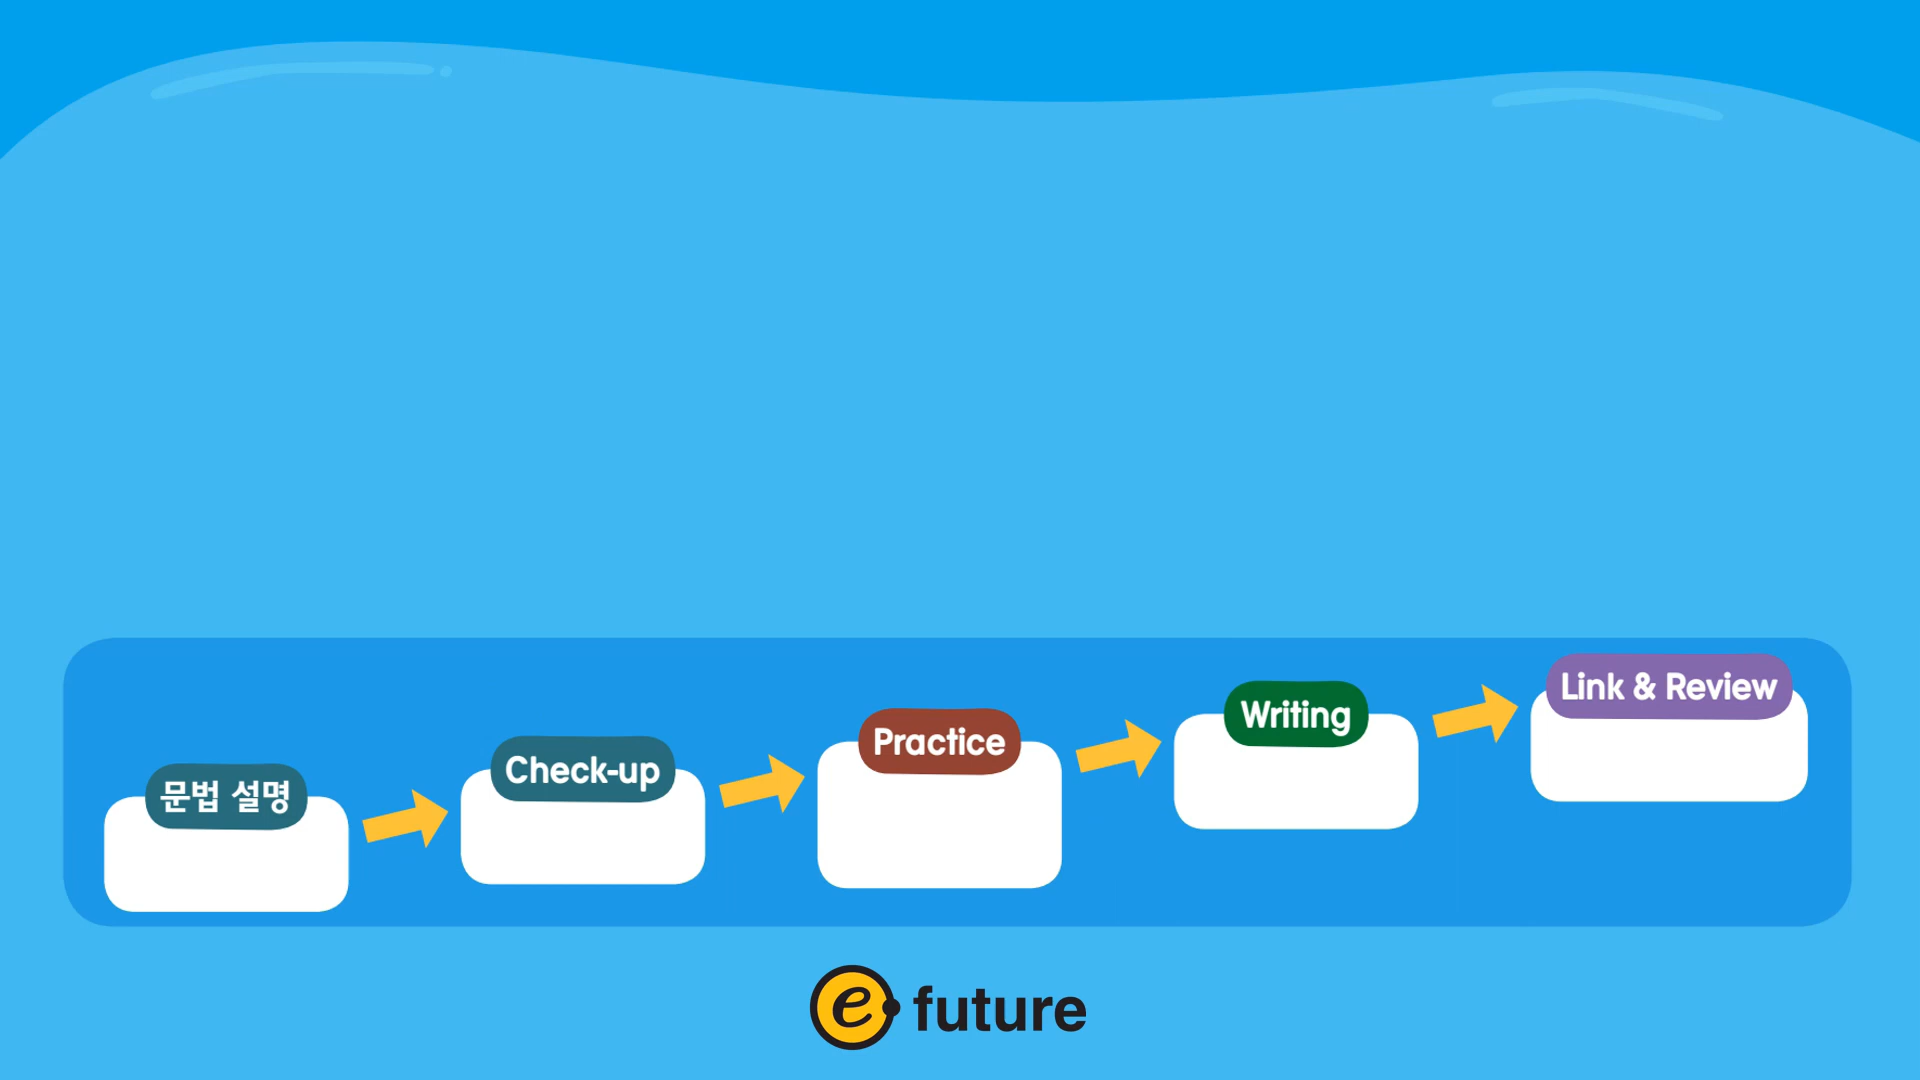 문법 설명
Check-up
Practice
Writing
Link & Review
e future